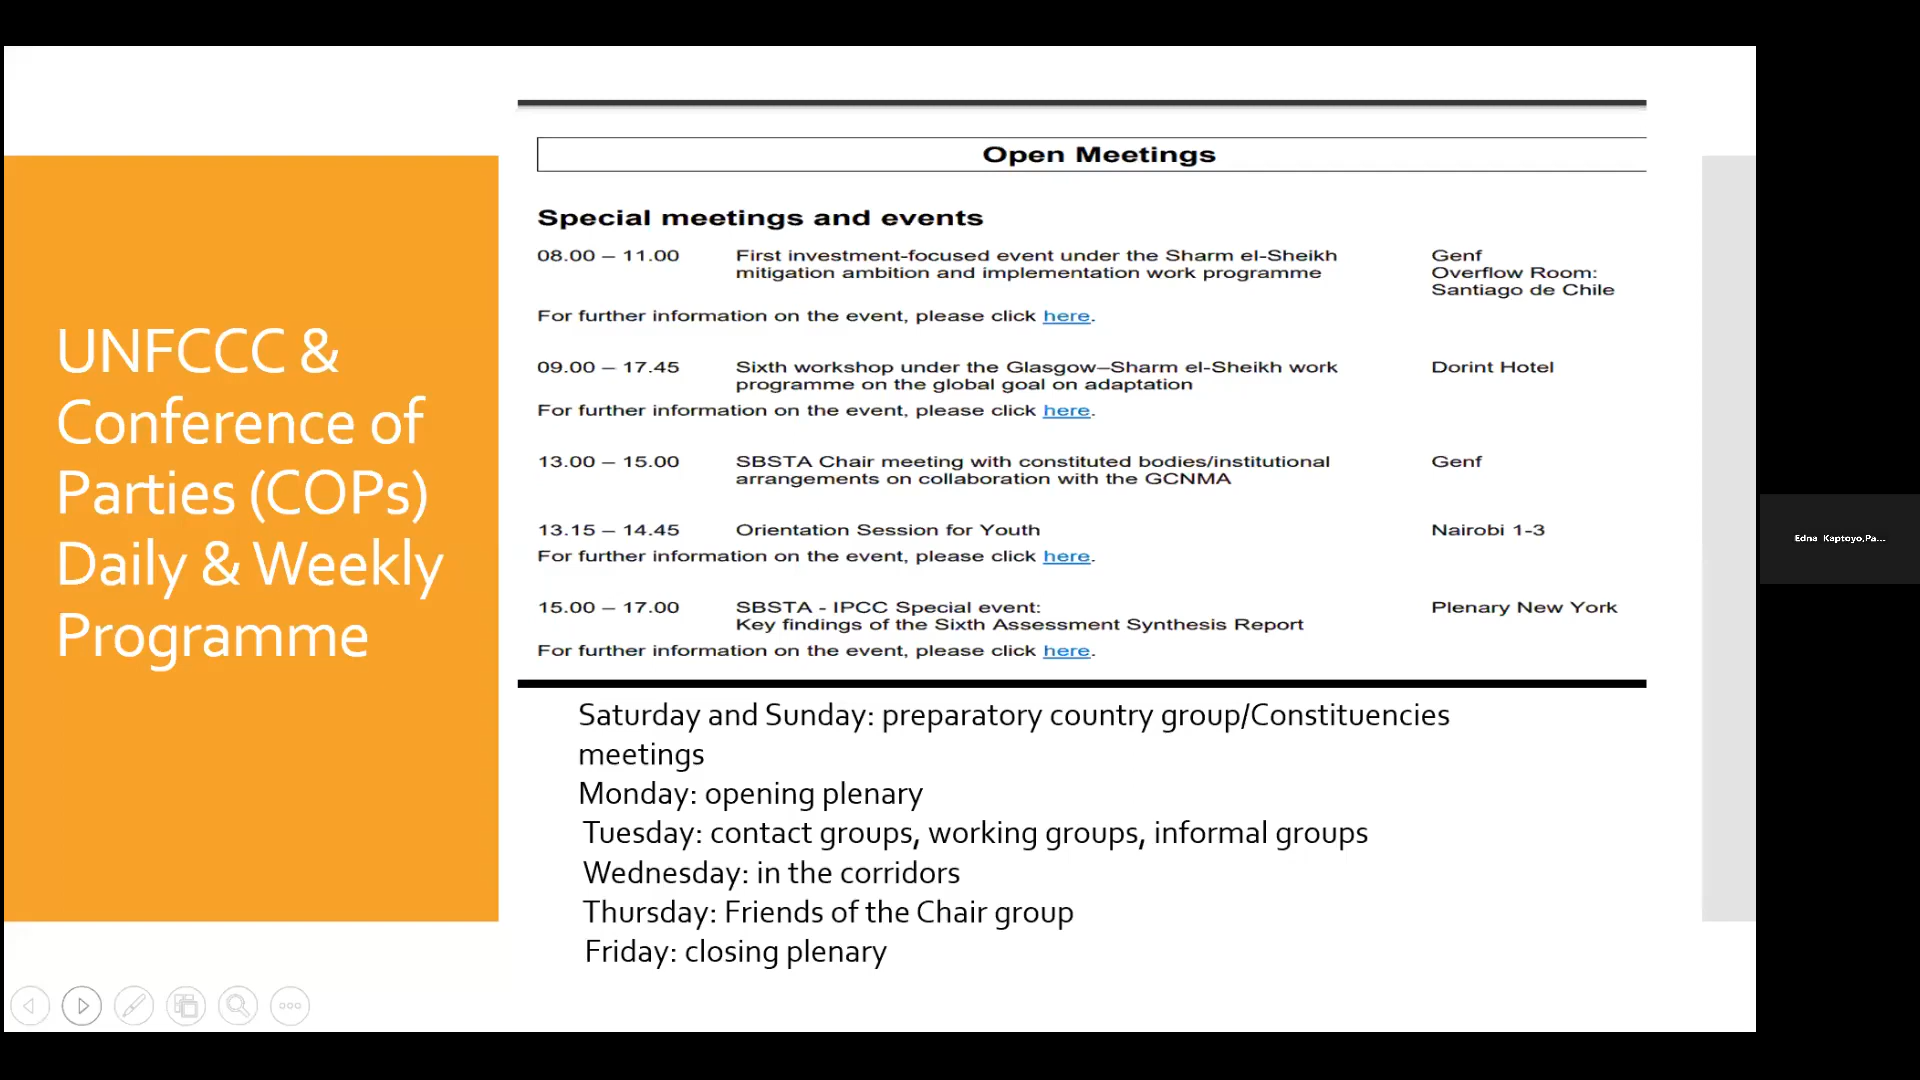 UNFCCC &
Conference of
Parties (COPs)
Daily & Weekly
Programme
Open Meetings
Special meetings and events
08.00 – 11.00 First investment-focused event under the Sharm el-Sheikh Genf
mitigation ambition and implementation work programme Overflow Room:
Santiago de Chile
For further information on the event, please click here.
09.00 – 17.45 Sixth workshop under the Glasgow–Sharm el-Sheikh work Dorint Hotel
programme on the global goal on adaptation
For further information on the event, please click here.
13.00 – 15.00 SBSTA Chair meeting with constituted bodies/institutional Genf
arrangements on collaboration with the GCNMA
13.15 – 14.45 Orientation Session for Youth Nairobi 1-3
For further information on the event, please click here.
15.00 – 17.00 SBSTA - IPCC Special event: Plenary New York
Key findings of the Sixth Assessment Synthesis Report
For further information on the event, please click here.
Saturday and Sunday: preparatory country group/Constituencies
meetings
Monday: opening plenary
Tuesday: contact groups, working groups, informal groups
Wednesday: in the corridors
Thursday: Friends of the Chair group
Friday: closing plenary
Edna Kaptoyo,Pa...